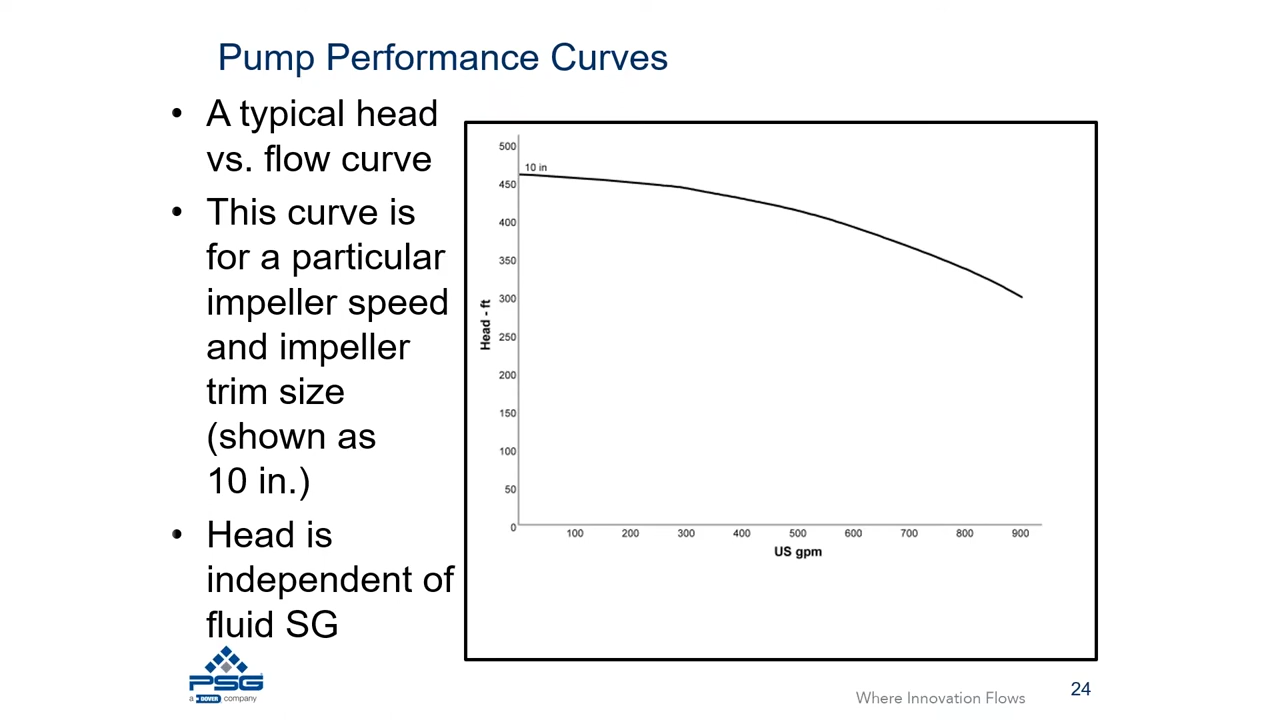 Pump Performance Curves
• A typical head
vs. flow curve
• This curve is
for a particular
impeller speed
and impeller
trim size
(shown as
10 in.)
• Head is
independent of
fluid SG
500
10 in
450
400
350
300
250
200
150
100
50
0
Head - ft
100 200 300 400 500 600 700 800 900
US gpm
PSG
a DOVER company
Where Innovation Flows
24